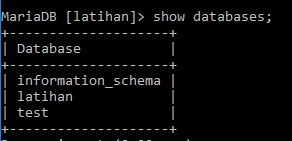 MariaDB [latihan]> show databases;
+--------------------+
| Database           |
+--------------------+
| information_schema |
| latihan            |
| test               |
+--------------------+